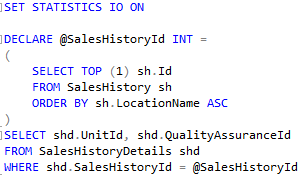 SET STATISTICS IO ON
DECLARE @SalesHistoryId INT =
(
SELECT TOP (1) sh.Id
FROM SalesHistory sh
ORDER BY sh.LocationName ASC
)
SELECT shd.UnitId, shd.QualityAssuranceId
FROM SalesHistoryDetails shd
WHERE shd.SalesHistoryId = @SalesHistoryId